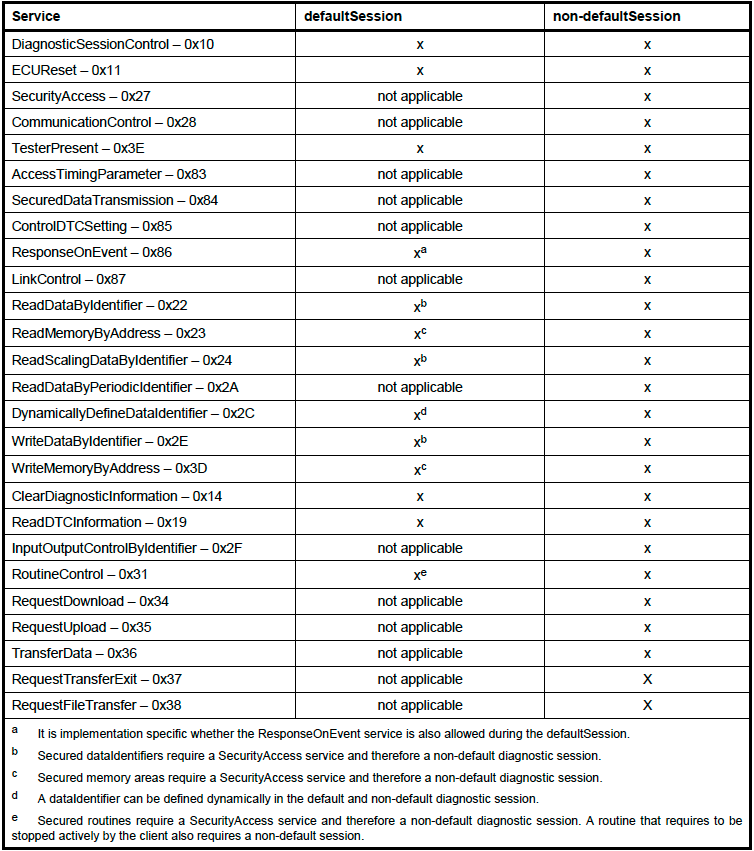 Service defaultSession non-defaultSession
DiagnosticSessionControl – 0x10 x x
ECUReset – 0x11 x x
SecurityAccess – 0x27 not applicable x
CommunicationControl – 0x28 not applicable x
TesterPresent – 0x3E x x
AccessTimingParameter – 0x83 not applicable x
SecuredDataTransmission – 0x84 not applicable x
ControlDTCSetting – 0x85 not applicable x
ResponseOnEvent – 0x86 xᵃ x
LinkControl – 0x87 not applicable x
ReadDataByIdentifier – 0x22 xᵇ x
ReadMemoryByAddress – 0x23 xᶜ x
ReadScalingDataByIdentifier – 0x24 xᵇ x
ReadDataByPeriodicIdentifier – 0x2A not applicable x
DynamicallyDefineDataIdentifier – 0x2C xᵈ x
WriteDataByIdentifier – 0x2E xᵇ x
WriteMemoryByAddress – 0x3D xᶜ x
ClearDiagnosticInformation – 0x14 x x
ReadDTCInformation – 0x19 x x
InputOutputControlByIdentifier – 0x2F not applicable x
RoutineControl – 0x31 xᵉ x
RequestDownload – 0x34 not applicable x
RequestUpload – 0x35 not applicable x
TransferData – 0x36 not applicable x
RequestTransferExit – 0x37 not applicable X
RequestFileTransfer – 0x38 not applicable X
a It is implementation specific whether the ResponseOnEvent service is also allowed during the defaultSession.
b Secured dataIdentifiers require a SecurityAccess service and therefore a non-default diagnostic session.
c Secured memory areas require a SecurityAccess service and therefore a non-default diagnostic session.
d A dataIdentifier can be defined dynamically in the default and non-default diagnostic session.
e Secured routines require a SecurityAccess service and therefore a non-default diagnostic session. A routine that requires to be
stopped actively by the client also requires a non-default session.